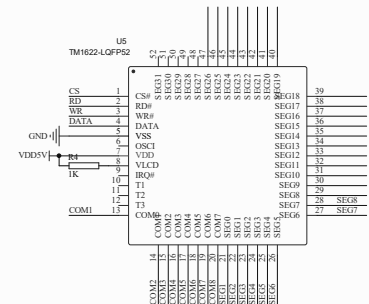 U5
TM1622-LQFP52
52 51 50 49 48 47 46 45 44 43 42 41 40
SEG31 SEG30 SEG29 SEG28 SEG27 SEG26 SEG25 SEG24 SEG23 SEG22 SEG21 SEG20 SEG19
CS 1 CS# SEG18 39
RD 2 RD# SEG17 38
WR 3 WR# SEG16 37
DATA 4 DATA SEG15 36
GND 5 VSS SEG14 35
6 OSCI SEG13 34
VDD5V 7 VDD SEG12 33
R4 8 VLCD SEG11 32
1K 9 IRQ# SEG10 31
10 T1 SEG9 30
11 T2 SEG8 29
12 T3 SEG7 28 SEG8
COM1 13 COM0 SEG6 27 SEG7
COM1 COM2 COM3 COM4 COM5 COM6 COM7 SEG0 SEG1 SEG2 SEG3 SEG4 SEG5
14 15 16 17 18 19 20 21 22 23 24 25 26
COM2 COM3 COM4 COM5 COM6 COM7 COM8 SEG1 SEG2 SEG3 SEG4 SEG5 SEG6